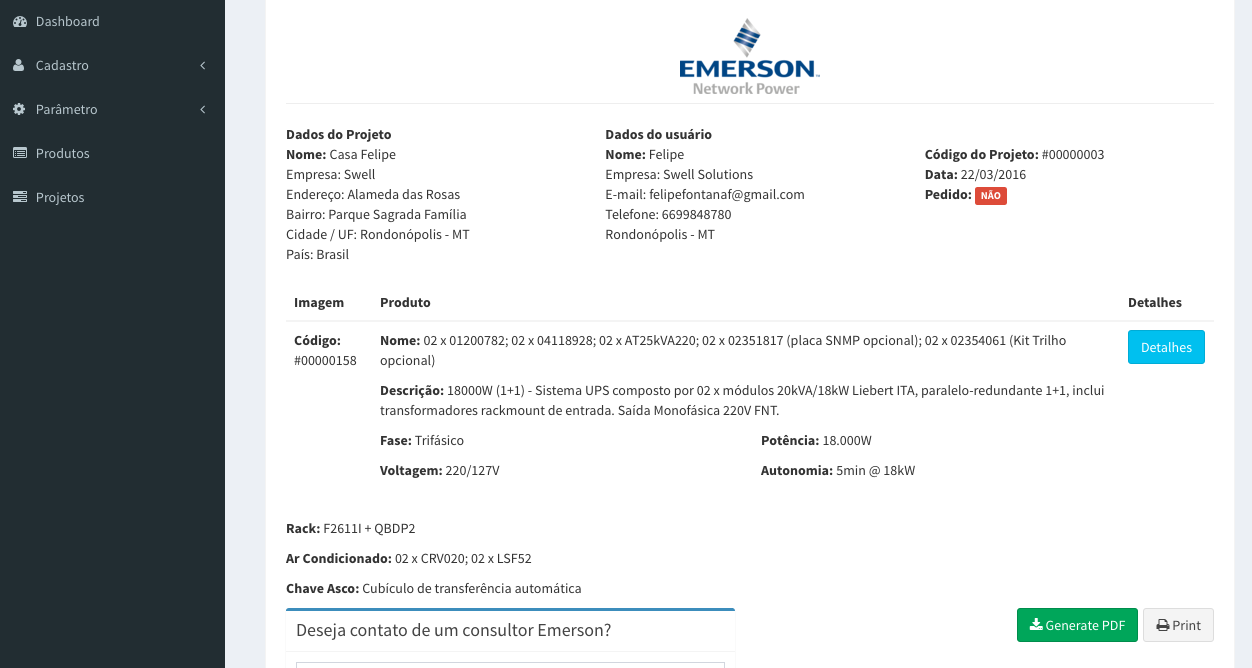 Dashboard
Cadastro
Parâmetro
Produtos
Projetos
EMERSON
Network Power
Dados do Projeto
Nome: Casa Felipe
Empresa: Swell
Endereço: Alameda das Rosas
Bairro: Parque Sagrada Família
Cidade / UF: Rondonópolis - MT
País: Brasil
Dados do usuário
Nome: Felipe
Empresa: Swell Solutions
E-mail: felipefontanaf@gmail.com
Telefone: 6699848780
Rondonópolis - MT
Código do Projeto: #00000003
Data: 22/03/2016
Pedido: NÃO
Imagem Produto Detalhes
Código:
#00000158
Nome: 02 x 01200782; 02 x 04118928; 02 x AT25kVA220; 02 x 02351817 (placa SNMP opcional); 02 x 02354061 (Kit Trilho
opcional)
Detalhes
Descrição: 18000W (1+1) - Sistema UPS composto por 02 x módulos 20kVA/18kW Liebert ITA, paralelo-redundante 1+1, inclui
transformadores rackmount de entrada. Saída Monofásica 220V FNT.
Fase: Trifásico Potência: 18.000W
Voltagem: 220/127V Autonomia: 5min @ 18kW
Rack: F2611I + QBDP2
Ar Condicionado: 02 x CRV020; 02 x LSF52
Chave Asco: Cubículo de transferência automática
Deseja contato de um consultor Emerson?
Generate PDF
Print